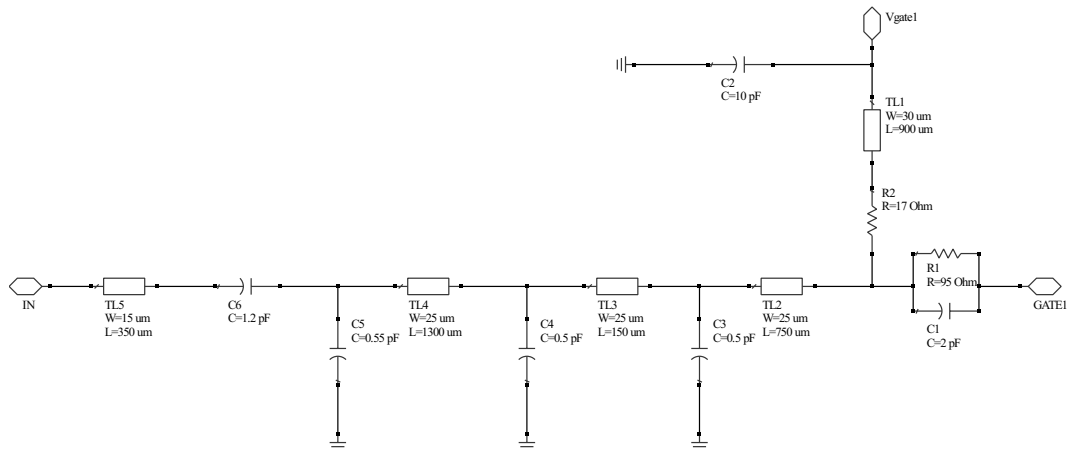 Vgate1
C2
C=10 pF
TL1
W=30 um
L=900 um
R2
R=17 Ohm
IN
TL5
W=15 um
L=350 um
C6
C=1.2 pF
C5
C=0.55 pF
TL4
W=25 um
L=1300 um
C4
C=0.5 pF
TL3
W=25 um
L=150 um
C3
C=0.5 pF
TL2
W=25 um
L=750 um
R1
R=95 Ohm
C1
C=2 pF
GATE1